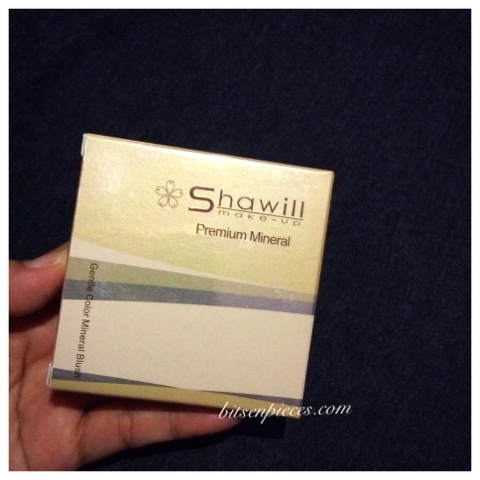 Shawill
make-up
Premium Mineral
Gentle Color Mineral Blush
bitsenpieces.com